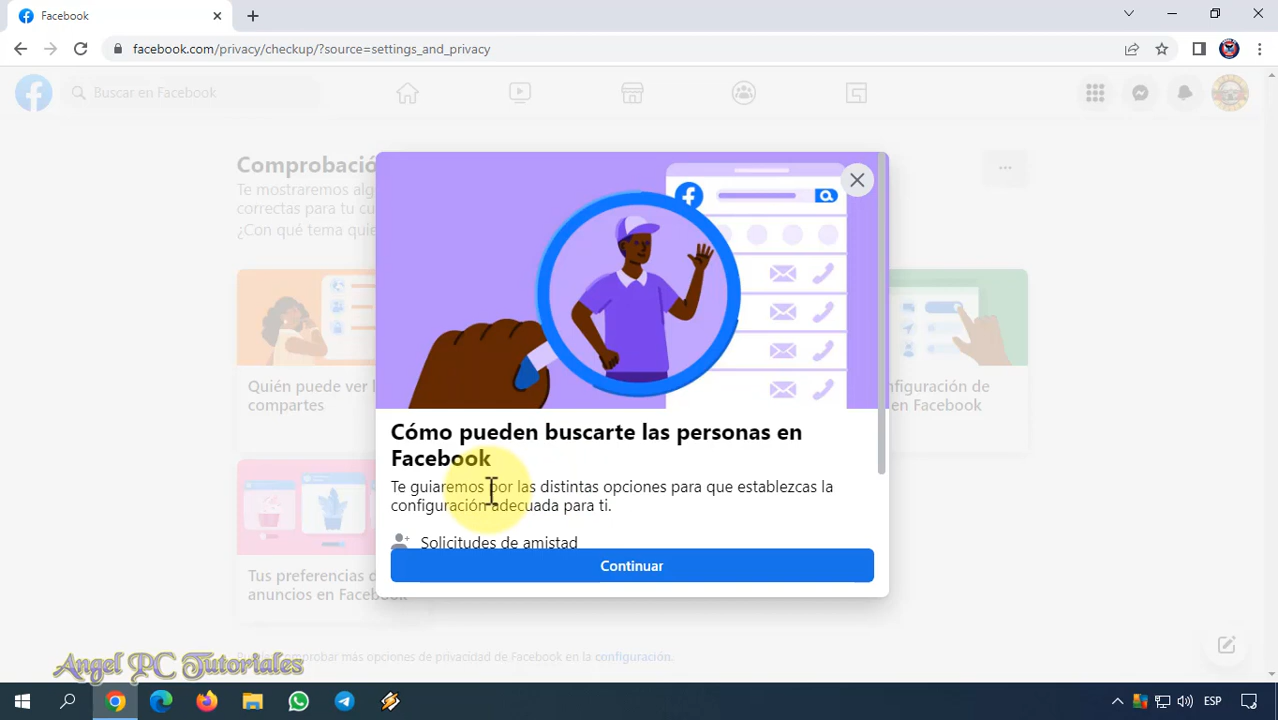 Facebook
facebook.com/privacy/checkup/?source=settings_and_privacy
Buscar en Facebook
Comprobació
Te mostraremos alg
correctas para tu cu
¿Con qué tema quie
Quién puede ver l
compartes
nfiguración de
en Facebook
Cómo pueden buscarte las personas en
Facebook
Te guiaremos por las distintas opciones para que establezcas la
configuración adecuada para ti.
Solicitudes de amistad
Continuar
Tus preferencias d
anuncios en Facebook
comprobar más opciones de privacidad de Facebook en la configuración.
Angel PC Tutoriales
ESP